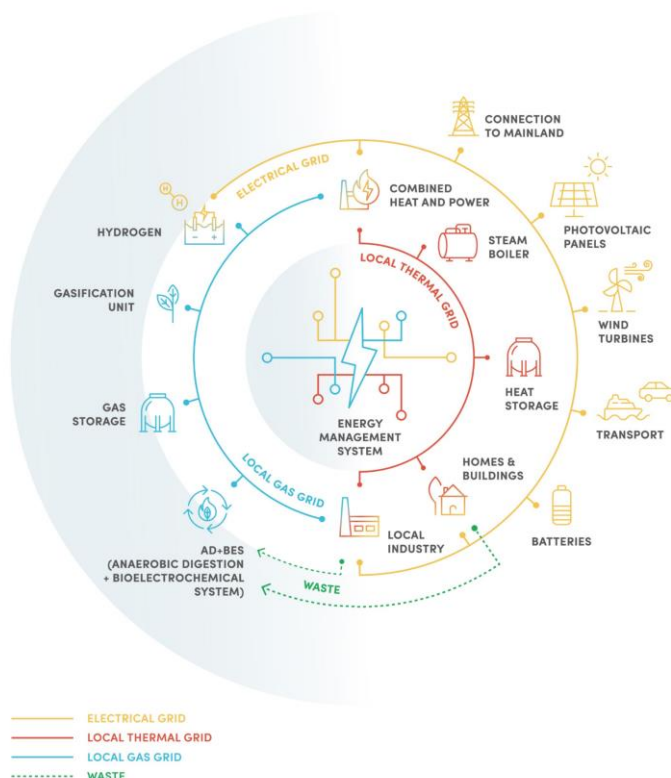 CONNECTION
TO MAINLAND
ELECTRICAL GRID
COMBINED
HEAT AND POWER
H
H
HYDROGEN
- +
STEAM
BOILER
PHOTOVOLTAIC
PANELS
LOCAL THERMAL GRID
GASIFICATION
UNIT
WIND
TURBINES
HEAT
STORAGE
GAS
STORAGE
ENERGY
MANAGEMENT
SYSTEM
TRANSPORT
LOCAL GAS GRID
HOMES &
BUILDINGS
LOCAL
INDUSTRY
BATTERIES
AD+BES
(ANAEROBIC DIGESTION
+ BIOELECTROCHEMICAL
SYSTEM)
WASTE
ELECTRICAL GRID
LOCAL THERMAL GRID
LOCAL GAS GRID
WASTE